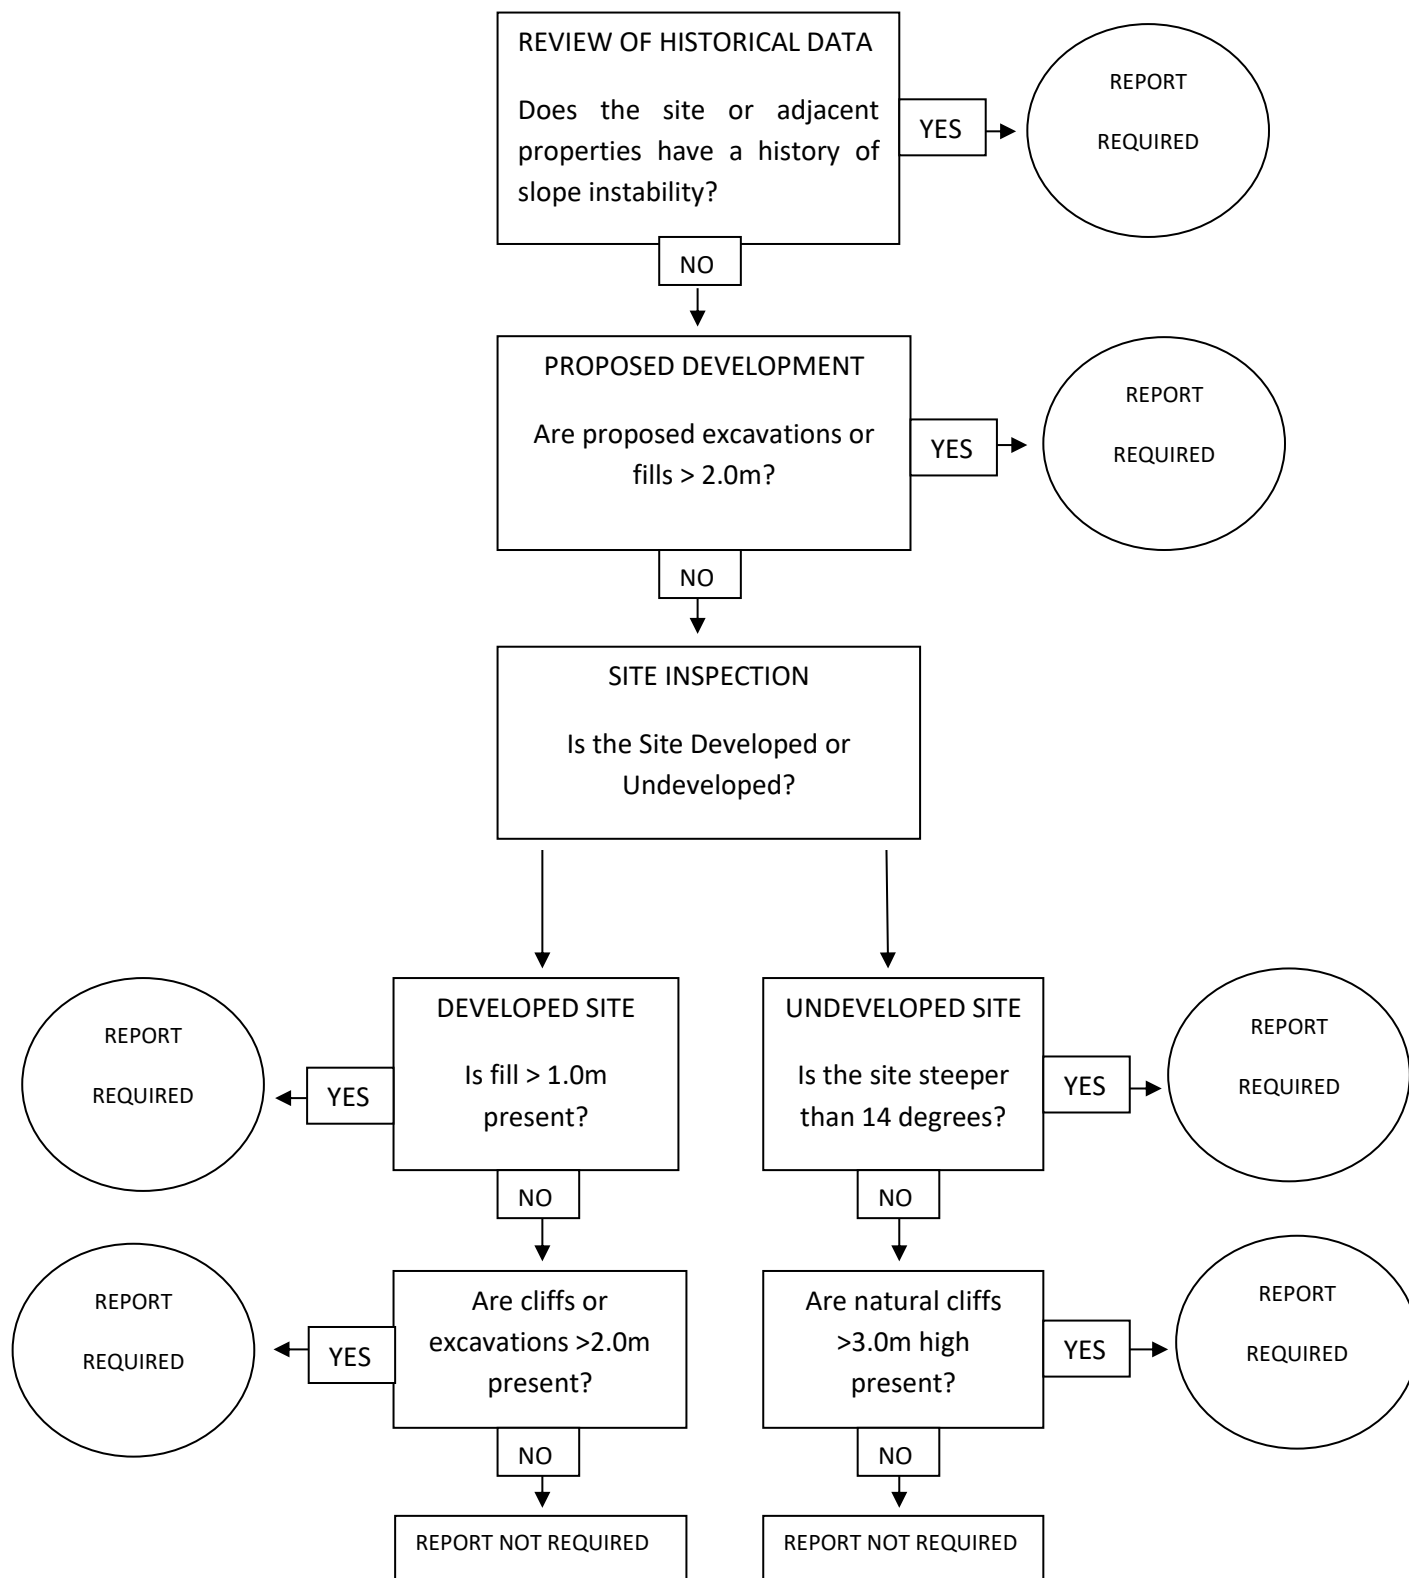 REVIEW OF HISTORICAL DATA
Does the site or adjacent
properties have a history of
slope instability?
YES
REPORT
REQUIRED
NO
PROPOSED DEVELOPMENT
Are proposed excavations or
fills > 2.0m?
YES
REPORT
REQUIRED
NO
SITE INSPECTION
Is the Site Developed or
Undeveloped?
DEVELOPED SITE
Is fill > 1.0m
present?
YES
REPORT
REQUIRED
NO
UNDEVELOPED SITE
Is the site steeper
than 14 degrees?
YES
REPORT
REQUIRED
NO
Are cliffs or
excavations >2.0m
present?
YES
REPORT
REQUIRED
NO
REPORT NOT REQUIRED
Are natural cliffs
>3.0m high
present?
YES
REPORT
REQUIRED
NO
REPORT NOT REQUIRED